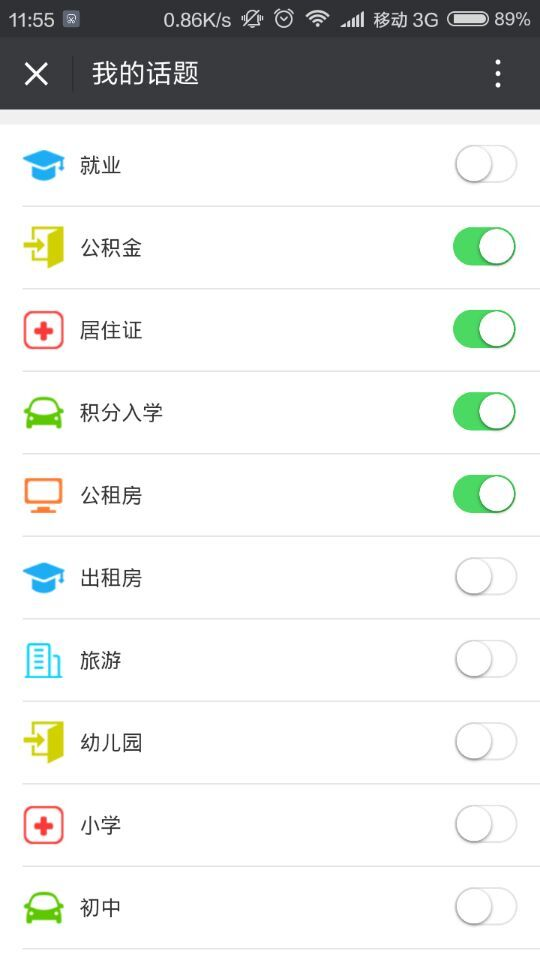 11:55 0.86K/s 移动 3G 89%
我的话题
就业
公积金
居住证
积分入学
公租房
出租房
旅游
幼儿园
小学
初中